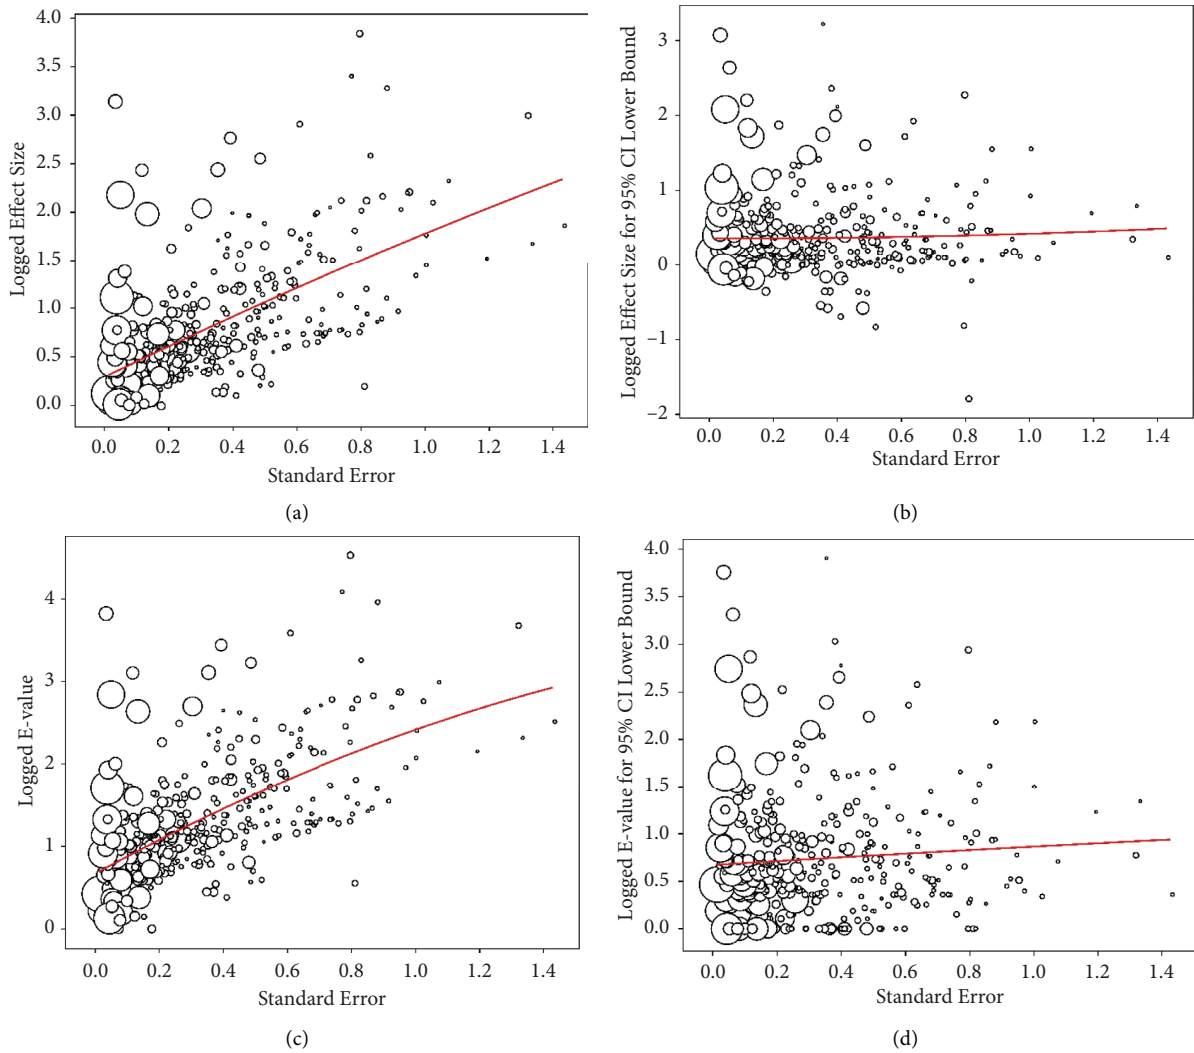 4.0
3.5
3.0
2.5
2.0
1.5
1.0
0.5
0.0
Logged Effect Size
0.0 0.2 0.4 0.6 0.8 1.0 1.2 1.4
Standard Error
(a)
3
2
1
0
−1
−2
Logged Effect Size for 95% CI Lower Bound
0.0 0.2 0.4 0.6 0.8 1.0 1.2 1.4
Standard Error
(b)
4
3
2
1
0
Logged E-value
0.0 0.2 0.4 0.6 0.8 1.0 1.2 1.4
Standard Error
(c)
4.0
3.5
3.0
2.5
2.0
1.5
1.0
0.5
0.0
Logged E-value for 95% CI Lower Bound
0.0 0.2 0.4 0.6 0.8 1.0 1.2 1.4
Standard Error
(d)